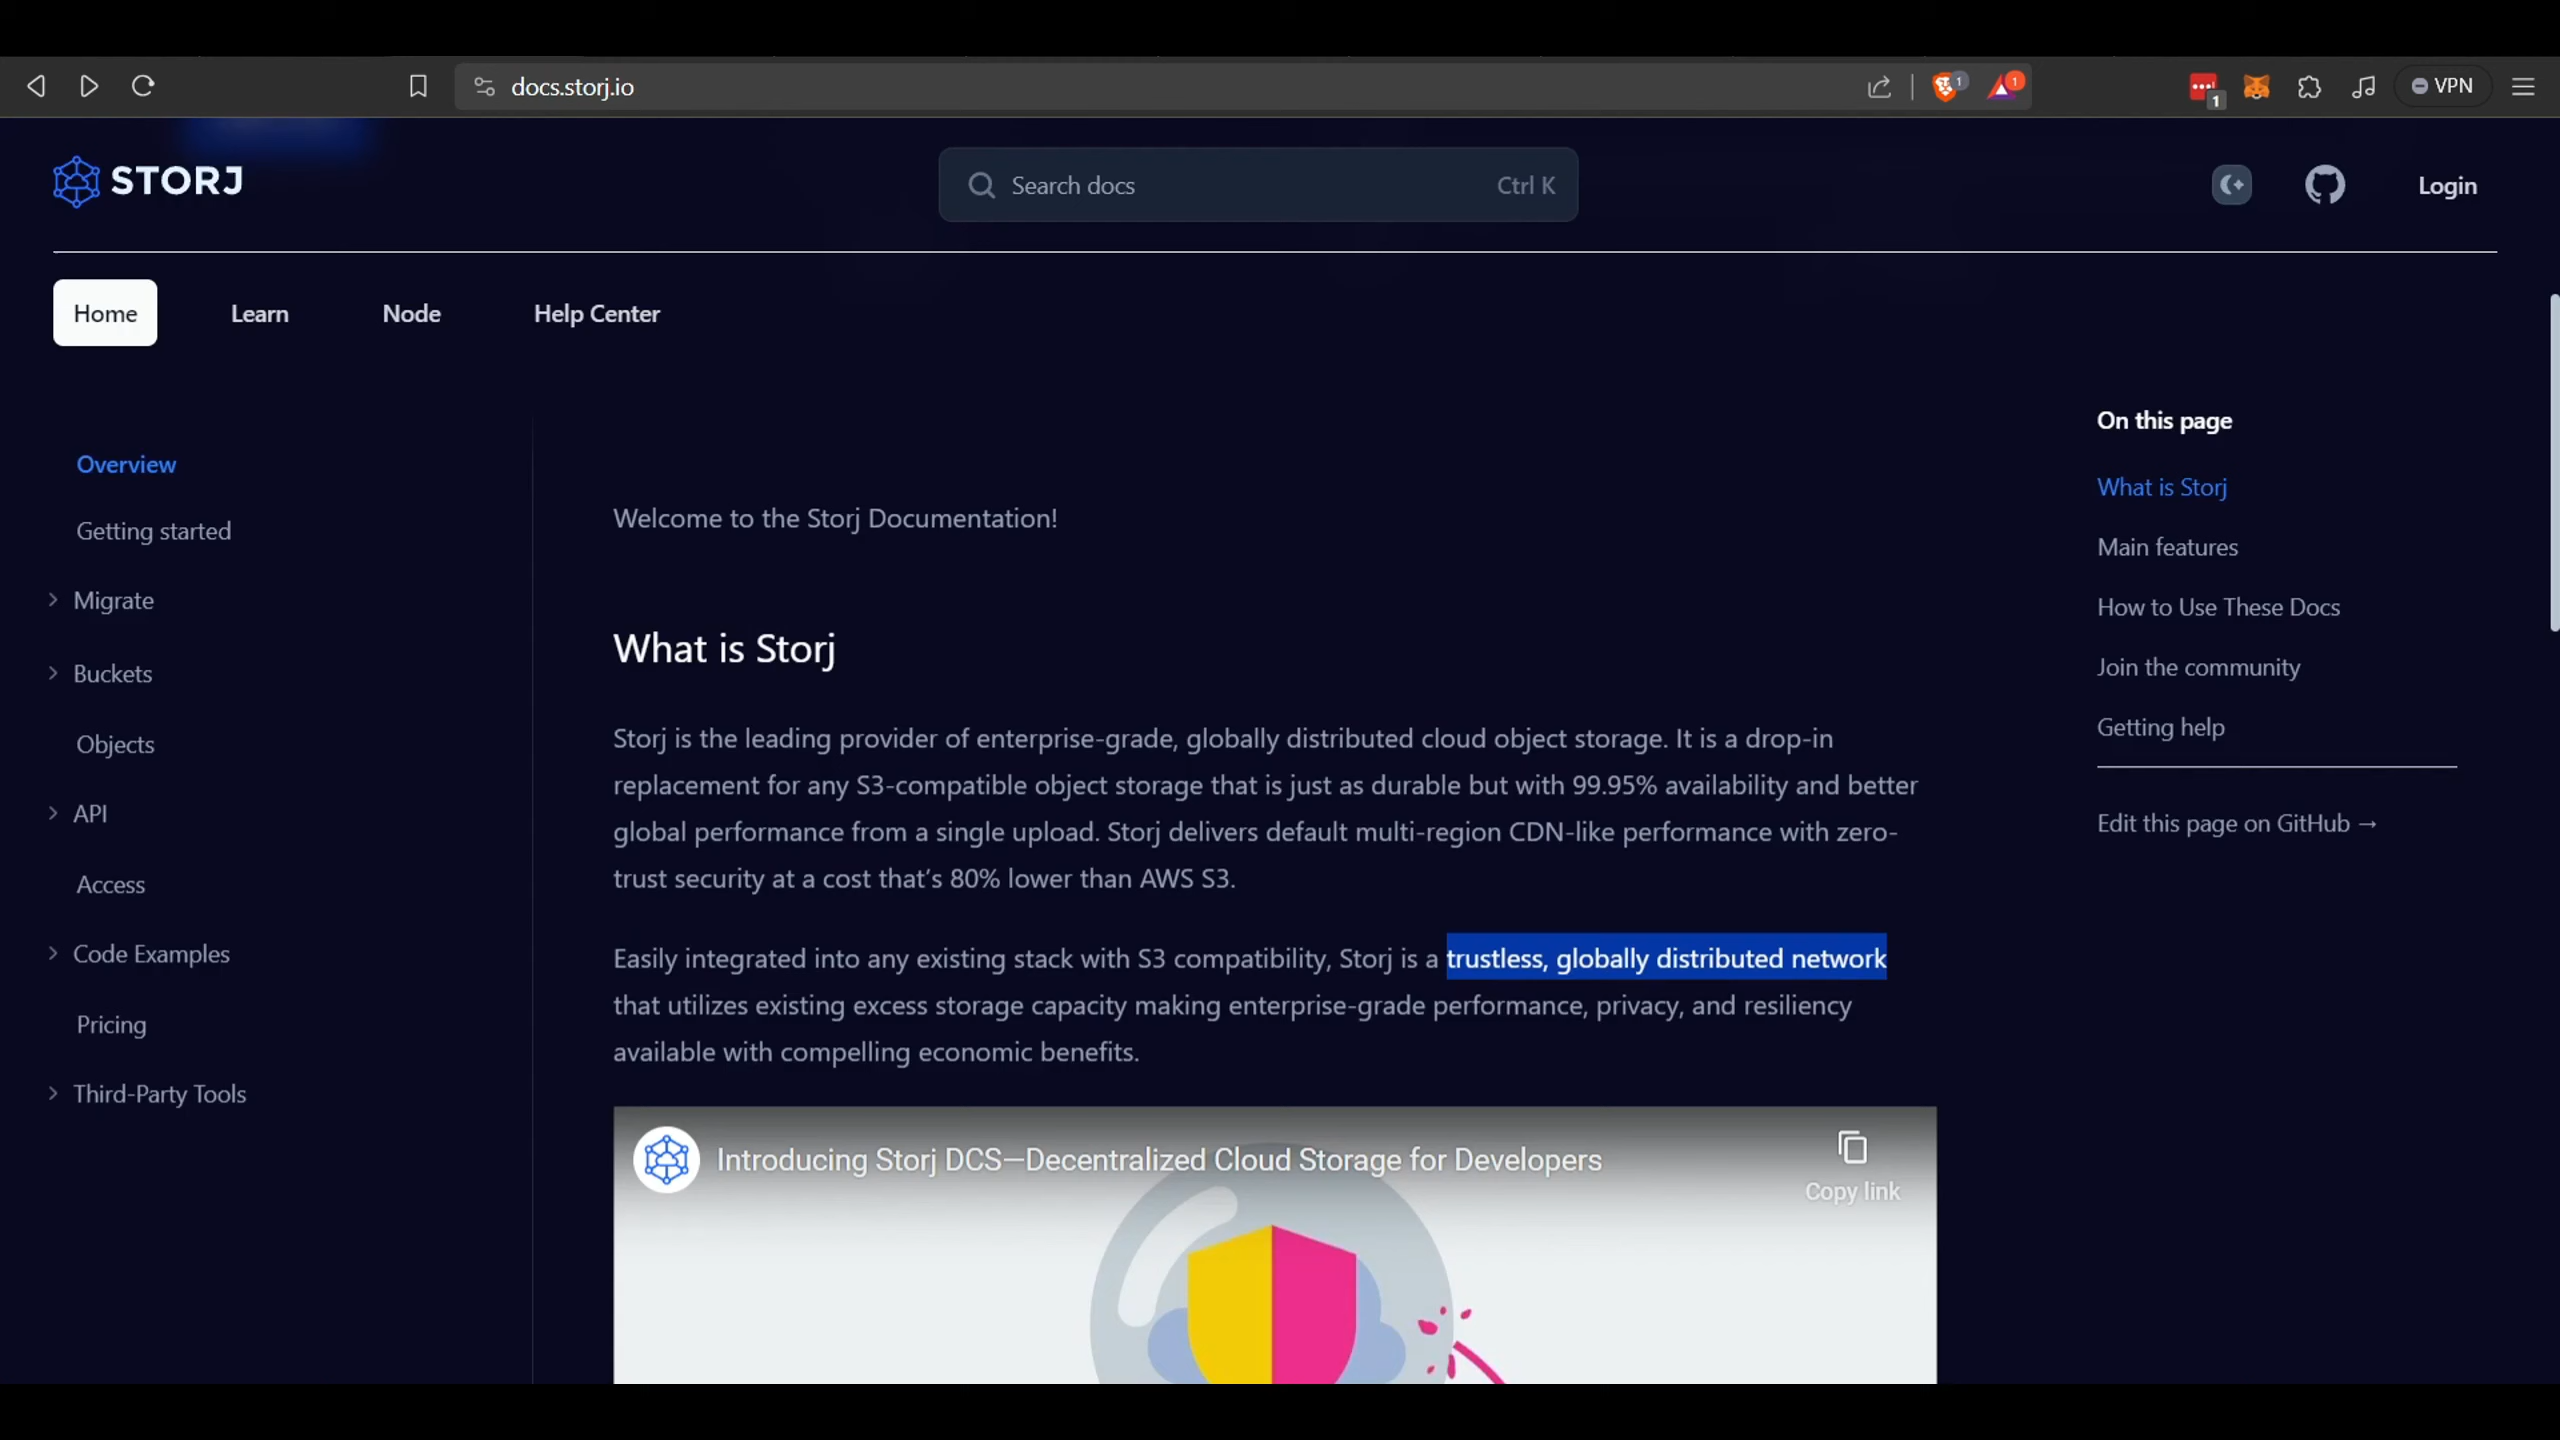 docs.storj.io
1
1
1
VPN
STORJ
Search docs
Ctrl K
Login
Home
Learn
Node
Help Center
Overview
Getting started
Migrate
Buckets
Objects
API
Access
Code Examples
Pricing
Third-Party Tools
Welcome to the Storj Documentation!
What is Storj
Storj is the leading provider of enterprise-grade, globally distributed cloud object storage. It is a drop-in
replacement for any S3-compatible object storage that is just as durable but with 99.95% availability and better
global performance from a single upload. Storj delivers default multi-region CDN-like performance with zero-
trust security at a cost that’s 80% lower than AWS S3.
Easily integrated into any existing stack with S3 compatibility, Storj is a trustless, globally distributed network
that utilizes existing excess storage capacity making enterprise-grade performance, privacy, and resiliency
available with compelling economic benefits.
Introducing Storj DCS—Decentralized Cloud Storage for Developers
Copy link
On this page
What is Storj
Main features
How to Use These Docs
Join the community
Getting help
Edit this page on GitHub →